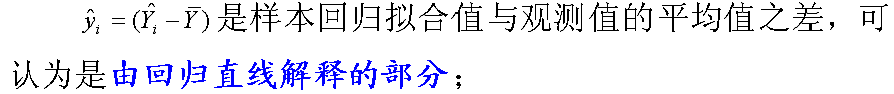 ŷᵢ = (Ŷᵢ − Ȳ) 是样本回归拟合值与观测值的平均值之差，可
认为是由回归直线解释的部分；